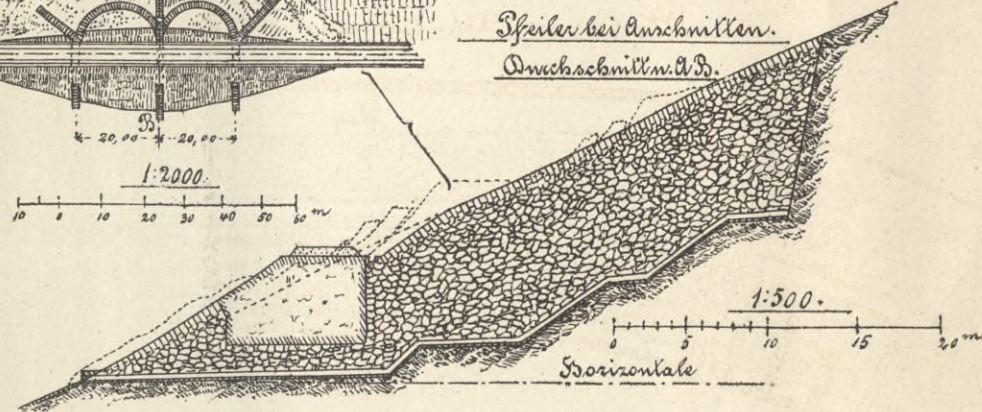 Pfeiler bei Anschnitten.
Durchschnitt n. A B.
B
20,00 20,00
1:2000
10 0 10 20 30 40 50 60 m
1:500.
0 5 10 15 20 m
Horizontale